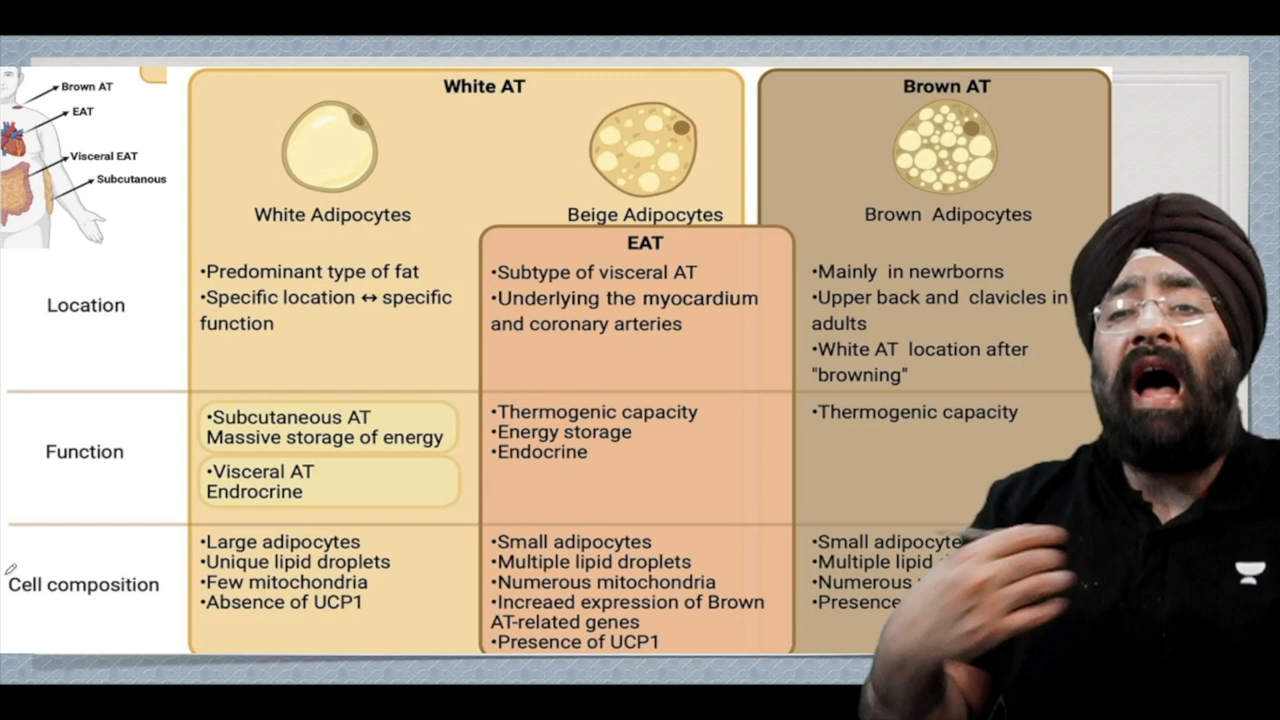 Brown AT
EAT
Visceral EAT
Subcutanous
White AT
Brown AT
White Adipocytes
Beige Adipocytes
Brown Adipocytes
EAT
Location
•Predominant type of fat
•Specific location ↔ specific
function
•Subtype of visceral AT
•Underlying the myocardium
and coronary arteries
•Mainly in newrborns
•Upper back and clavicles in
adults
•White AT location after
"browning"
Function
•Subcutaneous AT
Massive storage of energy
•Visceral AT
Endrocrine
•Thermogenic capacity
•Energy storage
•Endocrine
•Thermogenic capacity
Cell composition
•Large adipocytes
•Unique lipid droplets
•Few mitochondria
•Absence of UCP1
•Small adipocytes
•Multiple lipid droplets
•Numerous mitochondria
•Increaed expression of Brown
AT-related genes
•Presence of UCP1
•Small adipocyte
•Multiple lipid
•Numerous
•Presence